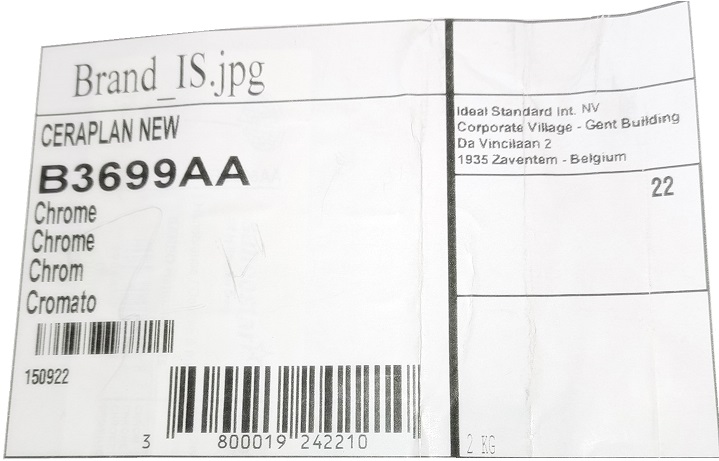 Brand_IS.jpg
CERAPLAN NEW
B3699AA
Chrome
Chrome
Chrom
Cromato
150922
3 800019 242210
Ideal Standard Int. NV
Corporate Village - Gent Building
Da Vincilaan 2
1935 Zaventem - Belgium
22
2 KG